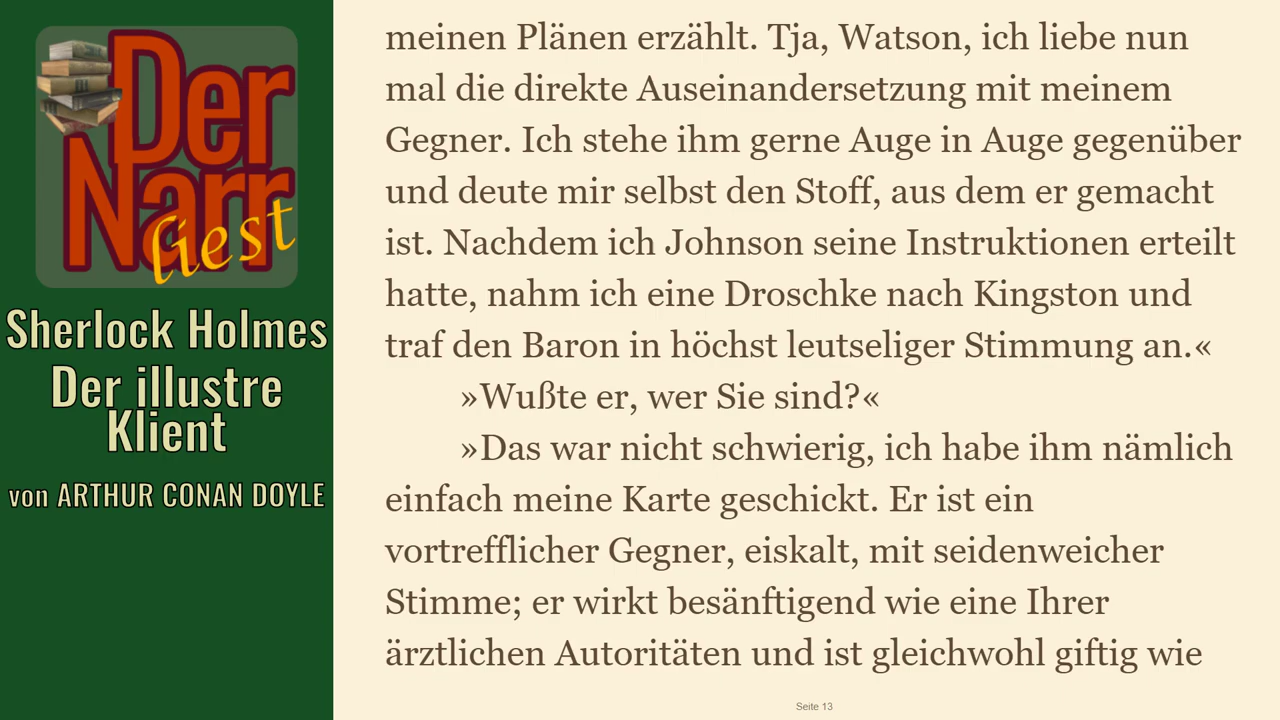 Der
Narr
liest
Sherlock Holmes
Der illustre
Klient
von ARTHUR CONAN DOYLE
meinen Plänen erzählt. Tja, Watson, ich liebe nun
mal die direkte Auseinandersetzung mit meinem
Gegner. Ich stehe ihm gerne Auge in Auge gegenüber
und deute mir selbst den Stoff, aus dem er gemacht
ist. Nachdem ich Johnson seine Instruktionen erteilt
hatte, nahm ich eine Droschke nach Kingston und
traf den Baron in höchst leutseliger Stimmung an.«
»Wußte er, wer Sie sind?«
»Das war nicht schwierig, ich habe ihm nämlich
einfach meine Karte geschickt. Er ist ein
vortrefflicher Gegner, eiskalt, mit seidenweicher
Stimme; er wirkt besänftigend wie eine Ihrer
ärztlichen Autoritäten und ist gleichwohl giftig wie
Seite 13